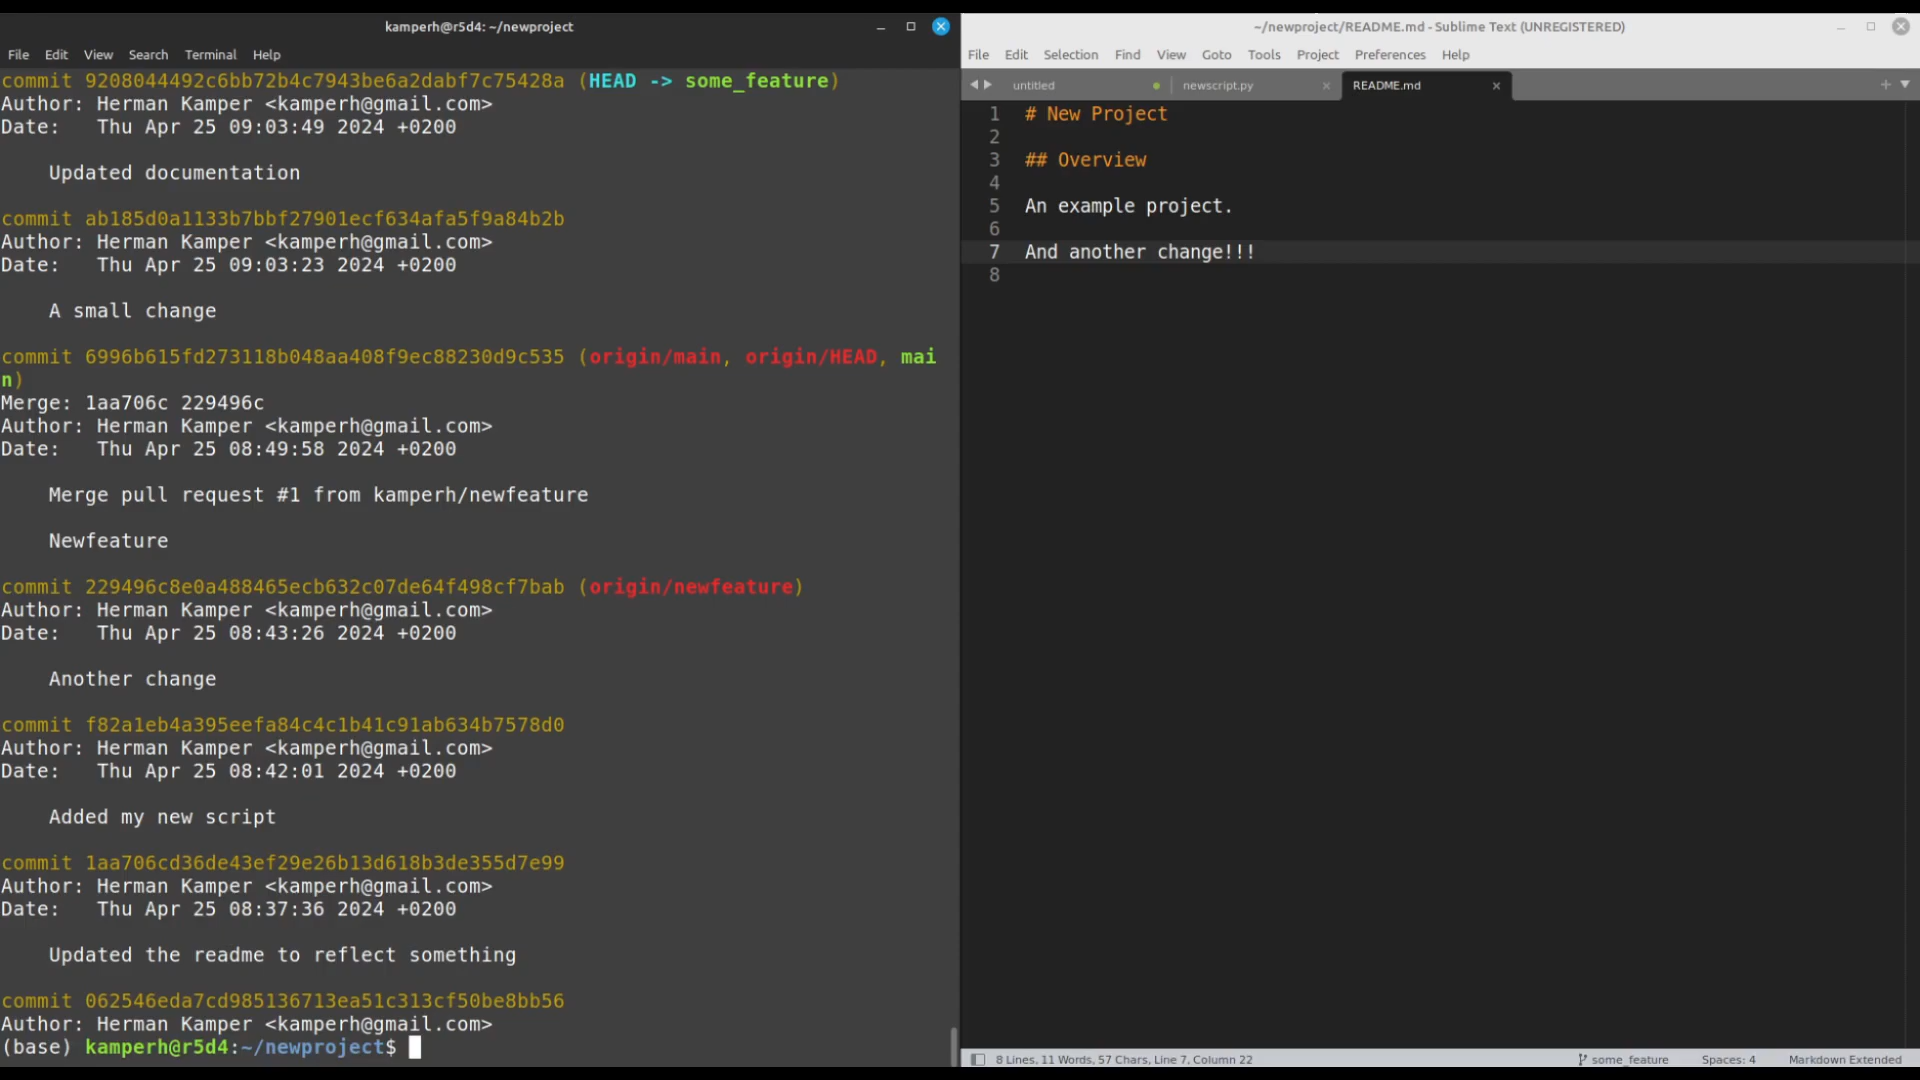 kamperh@r5d4: ~/newproject
File Edit View Search Terminal Help
commit 9208044492c6bb72b4c7943be6a2dabf7c75428a (HEAD -> some_feature)
Author: Herman Kamper <kamperh@gmail.com>
Date:   Thu Apr 25 09:03:49 2024 +0200
    Updated documentation
commit ab185d0a1133b7bbf27901ecf634afa5f9a84b2b
Author: Herman Kamper <kamperh@gmail.com>
Date:   Thu Apr 25 09:03:23 2024 +0200
    A small change
commit 6996b615fd273118b048aa408f9ec88230d9c535 (origin/main, origin/HEAD, mai
n)
Merge: 1aa706c 229496c
Author: Herman Kamper <kamperh@gmail.com>
Date:   Thu Apr 25 08:49:58 2024 +0200
    Merge pull request #1 from kamperh/newfeature
    Newfeature
commit 229496c8e0a488465ecb632c07de64f498cf7bab (origin/newfeature)
Author: Herman Kamper <kamperh@gmail.com>
Date:   Thu Apr 25 08:43:26 2024 +0200
    Another change
commit f82a1eb4a395eefa84c4c1b41c91ab634b7578d0
Author: Herman Kamper <kamperh@gmail.com>
Date:   Thu Apr 25 08:42:01 2024 +0200
    Added my new script
commit 1aa706cd36de43ef29e26b13d618b3de355d7e99
Author: Herman Kamper <kamperh@gmail.com>
Date:   Thu Apr 25 08:37:36 2024 +0200
    Updated the readme to reflect something
commit 062546eda7cd985136713ea51c313cf50be8bb56
Author: Herman Kamper <kamperh@gmail.com>
(base) kamperh@r5d4:~/newproject$
~/newproject/README.md - Sublime Text (UNREGISTERED)
File Edit Selection Find View Goto Tools Project Preferences Help
untitled newscript.py README.md
1 # New Project
2
3 ## Overview
4
5 An example project.
6
7 And another change!!!
8
8 Lines, 11 Words, 57 Chars, Line 7, Column 22 some_feature Spaces: 4 Markdown Extended